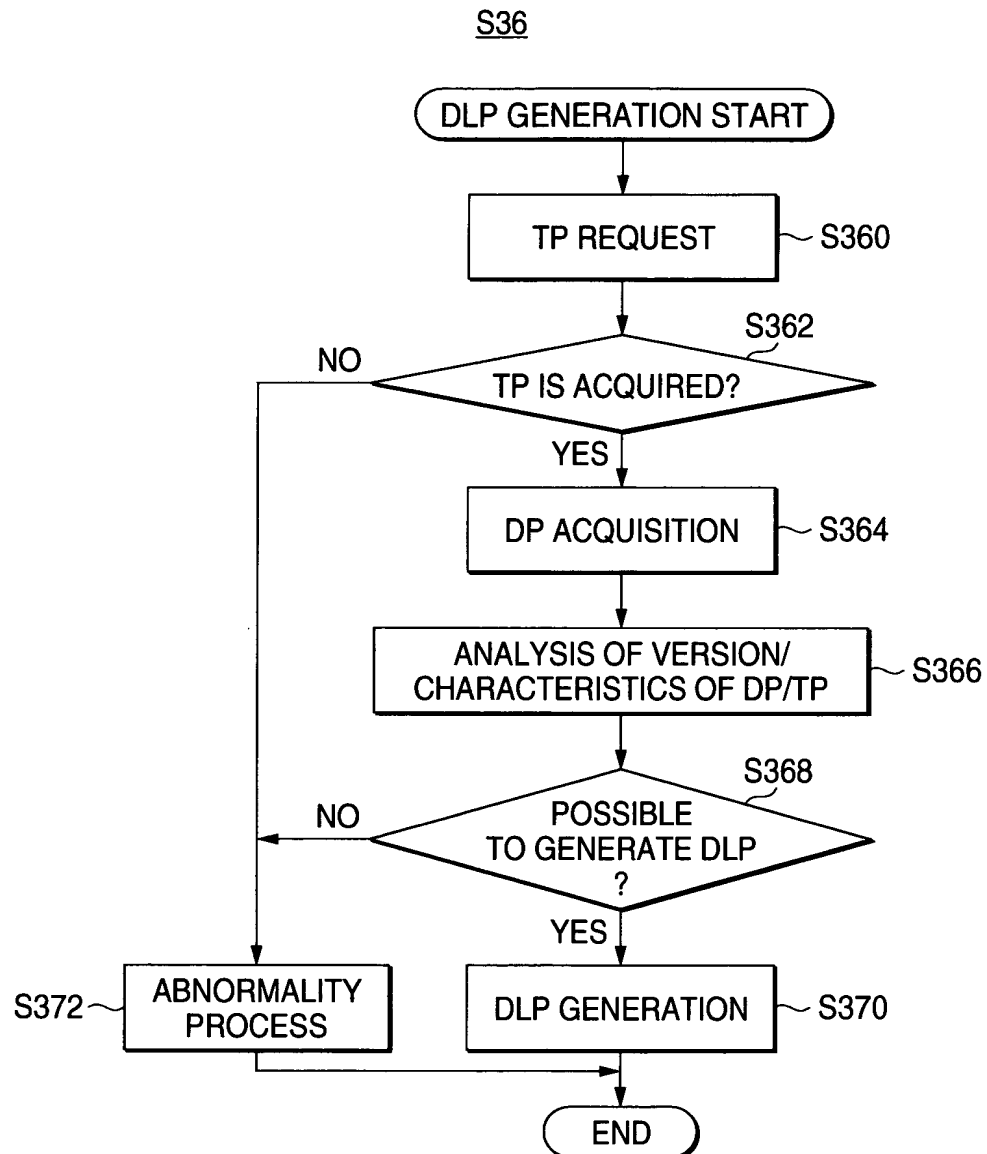 S36
DLP GENERATION START
TP REQUEST
S360
S362
NO
TP IS ACQUIRED?
YES
DP ACQUISITION
S364
ANALYSIS OF VERSION/
CHARACTERISTICS OF DP/TP
S366
S368
NO
POSSIBLE
TO GENERATE DLP
?
YES
S372
ABNORMALITY
PROCESS
DLP GENERATION
S370
END